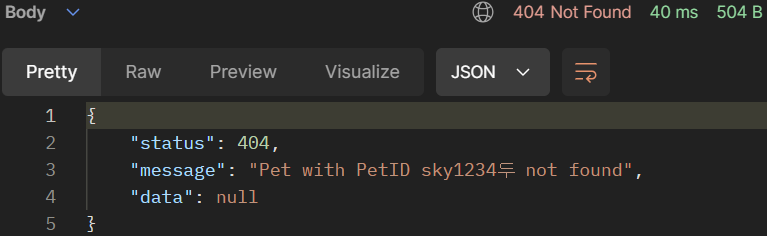 Body 404 Not Found 40 ms 504 B
Pretty Raw Preview Visualize JSON
1 {
2 "status": 404,
3 "message": "Pet with PetID sky1234두 not found",
4 "data": null
5 }